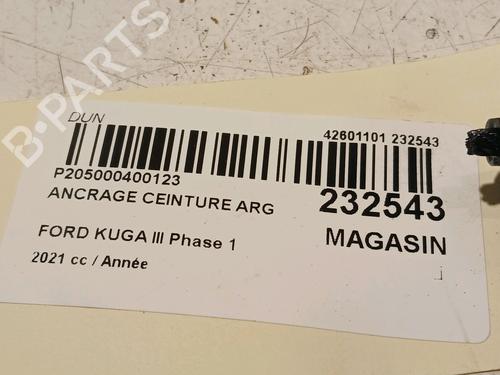 B-PARTS
DUN
42601101 232543
P205000400123
ANCRAGE CEINTURE ARG
232543
FORD KUGA III Phase 1
MAGASIN
2021 cc / Année